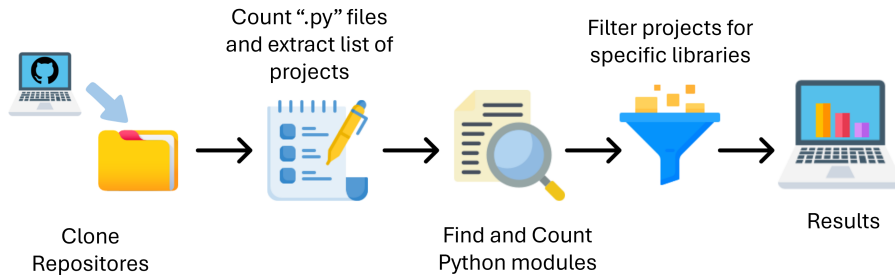 Count “.py” files
and extract list of
projects
Filter projects for
specific libraries
Clone
Repositores
Find and Count
Python modules
Results